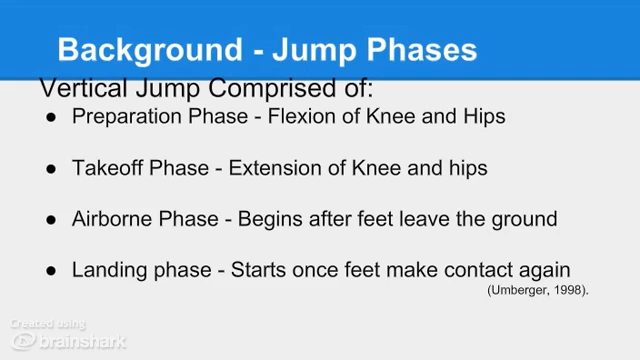 Background - Jump Phases
Vertical Jump Comprised of:
● Preparation Phase - Flexion of Knee and Hips
● Takeoff Phase - Extension of Knee and hips
● Airborne Phase - Begins after feet leave the ground
● Landing phase - Starts once feet make contact again
(Umberger, 1998).
Created using
brainshark